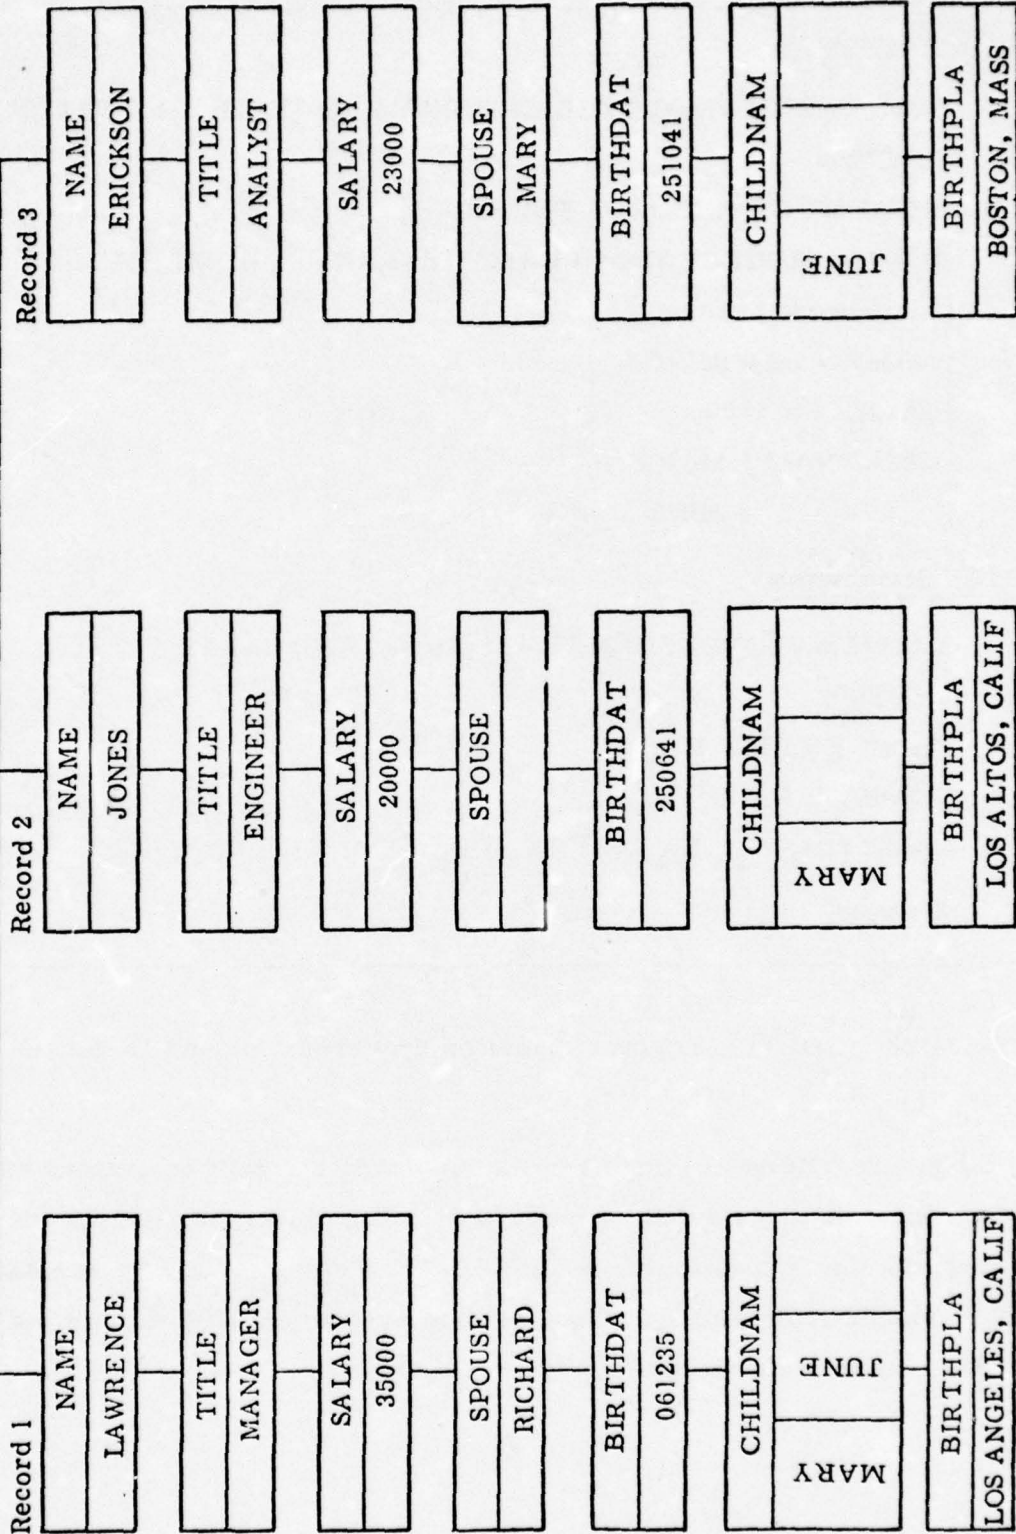 Record 1
NAME
LAWRENCE
TITLE
MANAGER
SALARY
35000
SPOUSE
RICHARD
BIRTHDAT
061235
CHILDNAM
MARY
JUNE
BIRTHPLA
LOS ANGELES, CALIF
Record 2
NAME
JONES
TITLE
ENGINEER
SALARY
20000
SPOUSE
BIRTHDAT
250641
CHILDNAM
MARY
BIRTHPLA
LOS ALTOS, CALIF
Record 3
NAME
ERICKSON
TITLE
ANALYST
SALARY
23000
SPOUSE
MARY
BIRTHDAT
251041
CHILDNAM
JUNE
BIRTHPLA
BOSTON, MASS